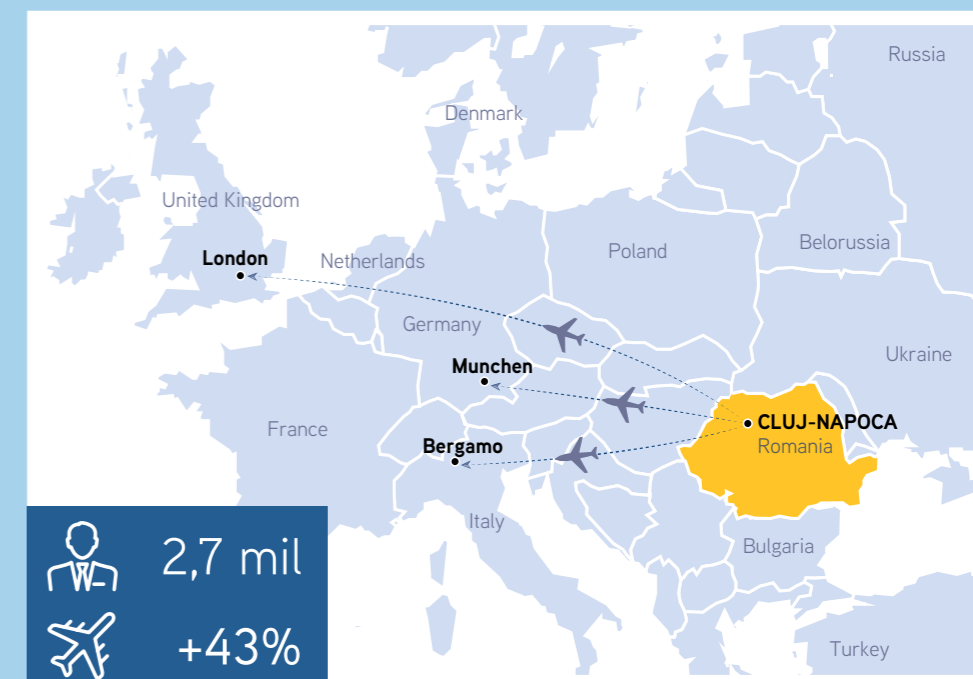 Russia
Denmark
United Kingdom
Belorussia
Poland
London
Netherlands
Germany
Ukraine
Munchen
CLUJ-NAPOCA
Romania
France
Bergamo
Italy
Bulgaria
2,7 mil
+43%
Turkey